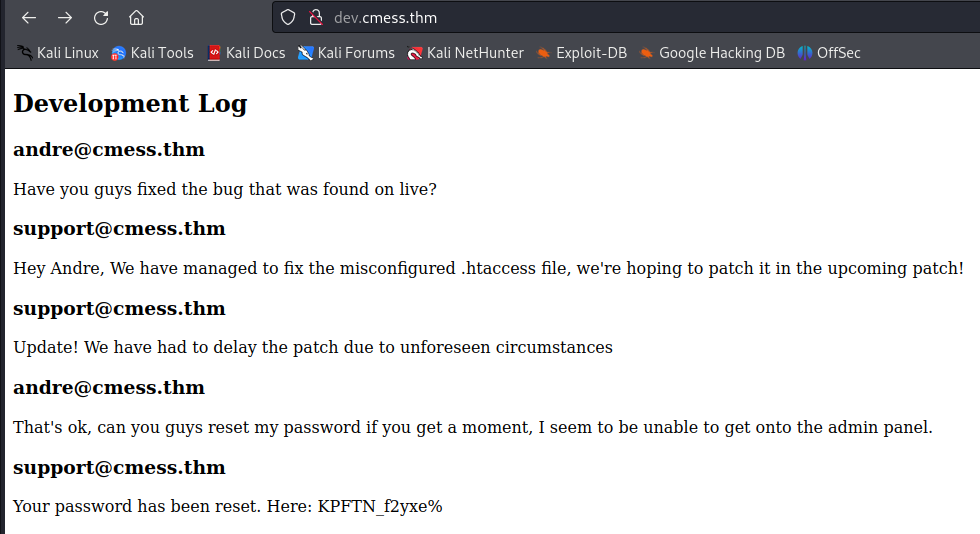 dev.cmess.thm
Kali Linux Kali Tools Kali Docs Kali Forums Kali NetHunter Exploit-DB Google Hacking DB OffSec
Development Log
andre@cmess.thm
Have you guys fixed the bug that was found on live?
support@cmess.thm
Hey Andre, We have managed to fix the misconfigured .htaccess file, we're hoping to patch it in the upcoming patch!
support@cmess.thm
Update! We have had to delay the patch due to unforeseen circumstances
andre@cmess.thm
That's ok, can you guys reset my password if you get a moment, I seem to be unable to get onto the admin panel.
support@cmess.thm
Your password has been reset. Here: KPFTN_f2yxe%